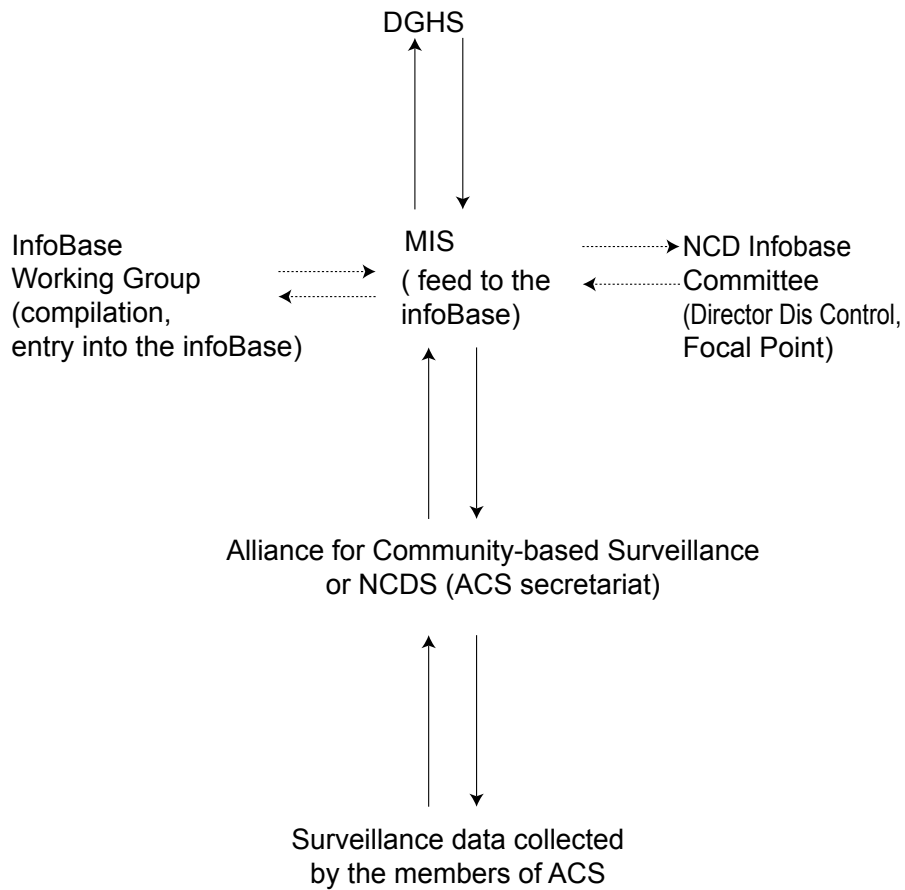 DGHS
InfoBase
Working Group
(compilation,
entry into the infoBase)
MIS
( feed to the
infoBase)
NCD Infobase
Committee
(Director Dis Control,
Focal Point)
Alliance for Community-based Surveillance
or NCDS (ACS secretariat)
Surveillance data collected
by the members of ACS